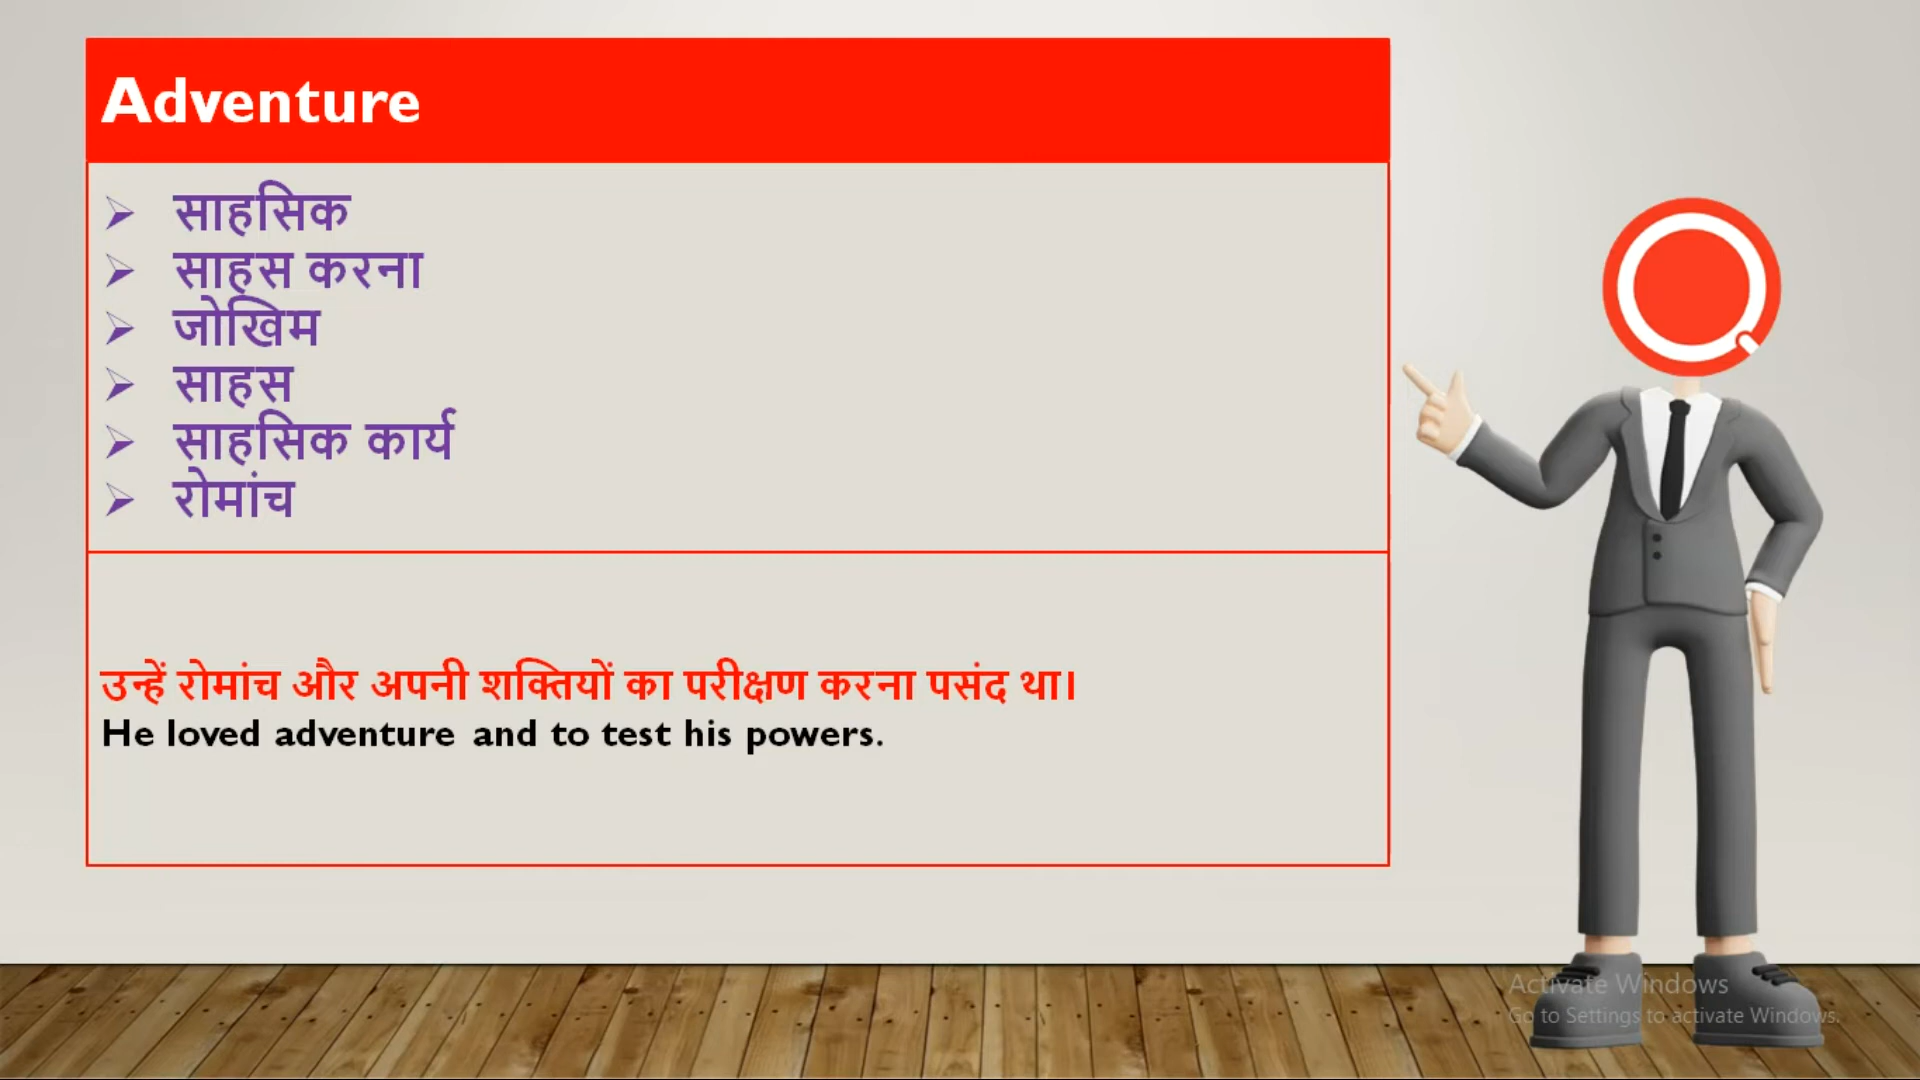 Adventure
साहसिक
साहस करना
जोखिम
साहस
साहसिक कार्य
रोमांच
उन्हें रोमांच और अपनी शक्तियों का परीक्षण करना पसंद था।
He loved adventure and to test his powers.
Activate Windows
Go to Settings to activate Windows.